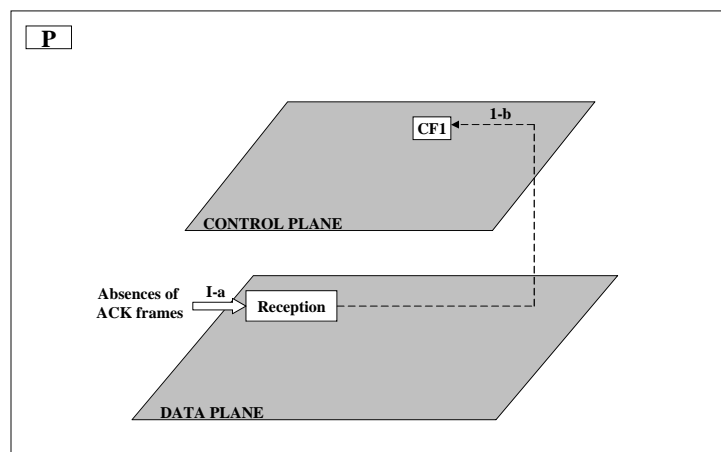 P
1-b
CF1
CONTROL PLANE
Absences of
ACK frames
I-a
Reception
DATA PLANE